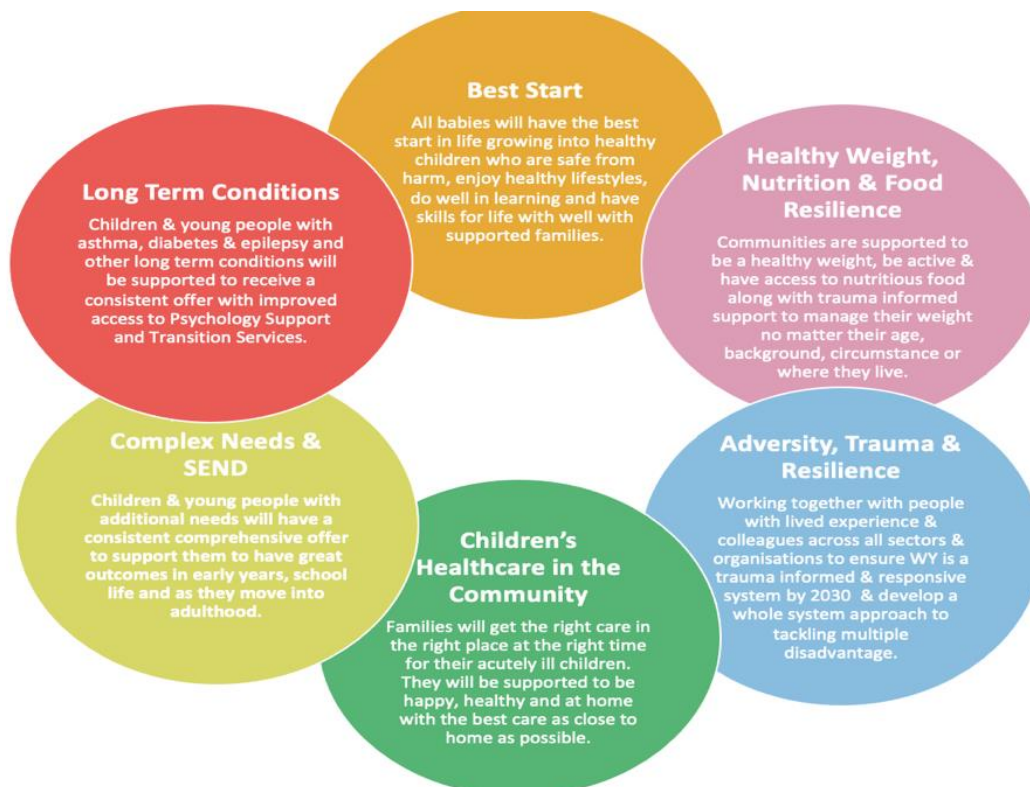 Best Start
All babies will have the best
start in life growing into healthy
children who are safe from
harm, enjoy healthy lifestyles,
do well in learning and have
skills for life with well with
supported families.
Healthy Weight,
Nutrition & Food
Resilience
Communities are supported to
be a healthy weight, be active &
have access to nutritious food
along with trauma informed
support to manage their weight
no matter their age,
background, circumstance or
where they live.
Adversity, Trauma &
Resilience
Working together with people
with lived experience &
colleagues across all sectors &
organisations to ensure WY is a
trauma informed & responsive
system by 2030 & develop a
whole system approach to
tackling multiple
disadvantage.
Children's
Healthcare in the
Community
Families will get the right care in
the right place at the right time
for their acutely ill children.
They will be supported to be
happy, healthy and at home
with the best care as close to
home as possible.
Complex Needs &
SEND
Children & young people with
additional needs will have a
consistent comprehensive offer
to support them to have great
outcomes in early years, school
life and as they move into
adulthood.
Long Term Conditions
Children & young people with
asthma, diabetes & epilepsy and
other long term conditions will
be supported to receive a
consistent offer with improved
access to Psychology Support
and Transition Services.